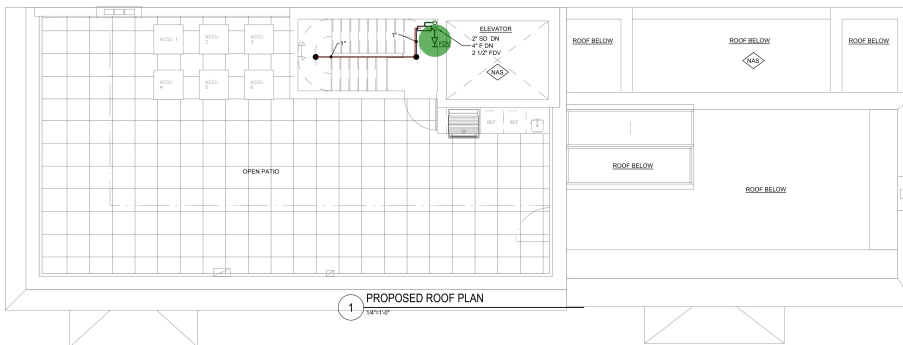 ACCU 1
ACCU
2
ACCU
3
ACCU
4
ACCU
5
ACCU
6
1"
1"
FDV
ELEVATOR
2" SD DN
4" F DN
2 1/2" FDV
NAS
REF
REF
OPEN PATIO
ROOF BELOW
ROOF BELOW
NAS
ROOF BELOW
ROOF BELOW
ROOF BELOW
1
PROPOSED ROOF PLAN
1/4"=1'-0"